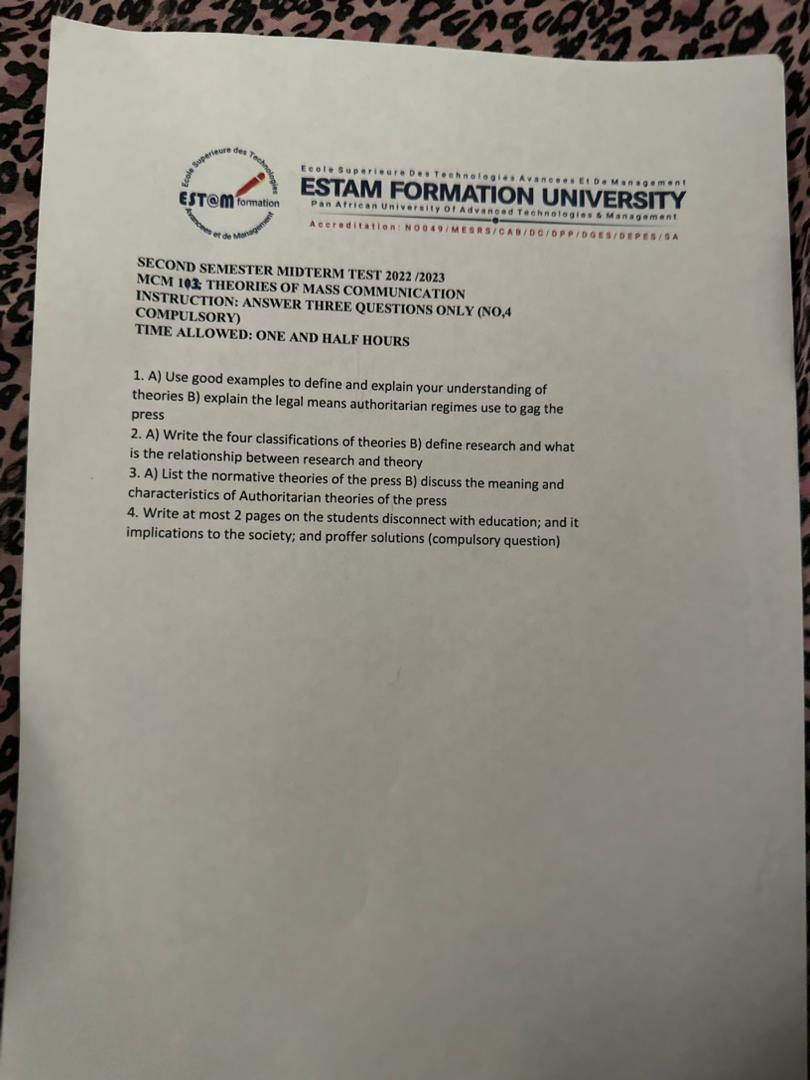 Ecole Superieure des Technologies
EST@M formation
Avancees et de Management
Ecole Superieure Des Technologies Avancees Et De Management
ESTAM FORMATION UNIVERSITY
Pan African University Of Advanced Technologies & Management
Accreditation: N0049/MESRS/CAB/DC/DPP/DGES/DEPES/SA
SECOND SEMESTER MIDTERM TEST 2022 /2023
MCM 103: THEORIES OF MASS COMMUNICATION
INSTRUCTION: ANSWER THREE QUESTIONS ONLY (NO,4
COMPULSORY)
TIME ALLOWED: ONE AND HALF HOURS
1. A) Use good examples to define and explain your understanding of
theories B) explain the legal means authoritarian regimes use to gag the
press
2. A) Write the four classifications of theories B) define research and what
is the relationship between research and theory
3. A) List the normative theories of the press B) discuss the meaning and
characteristics of Authoritarian theories of the press
4. Write at most 2 pages on the students disconnect with education; and it
implications to the society; and proffer solutions (compulsory question)